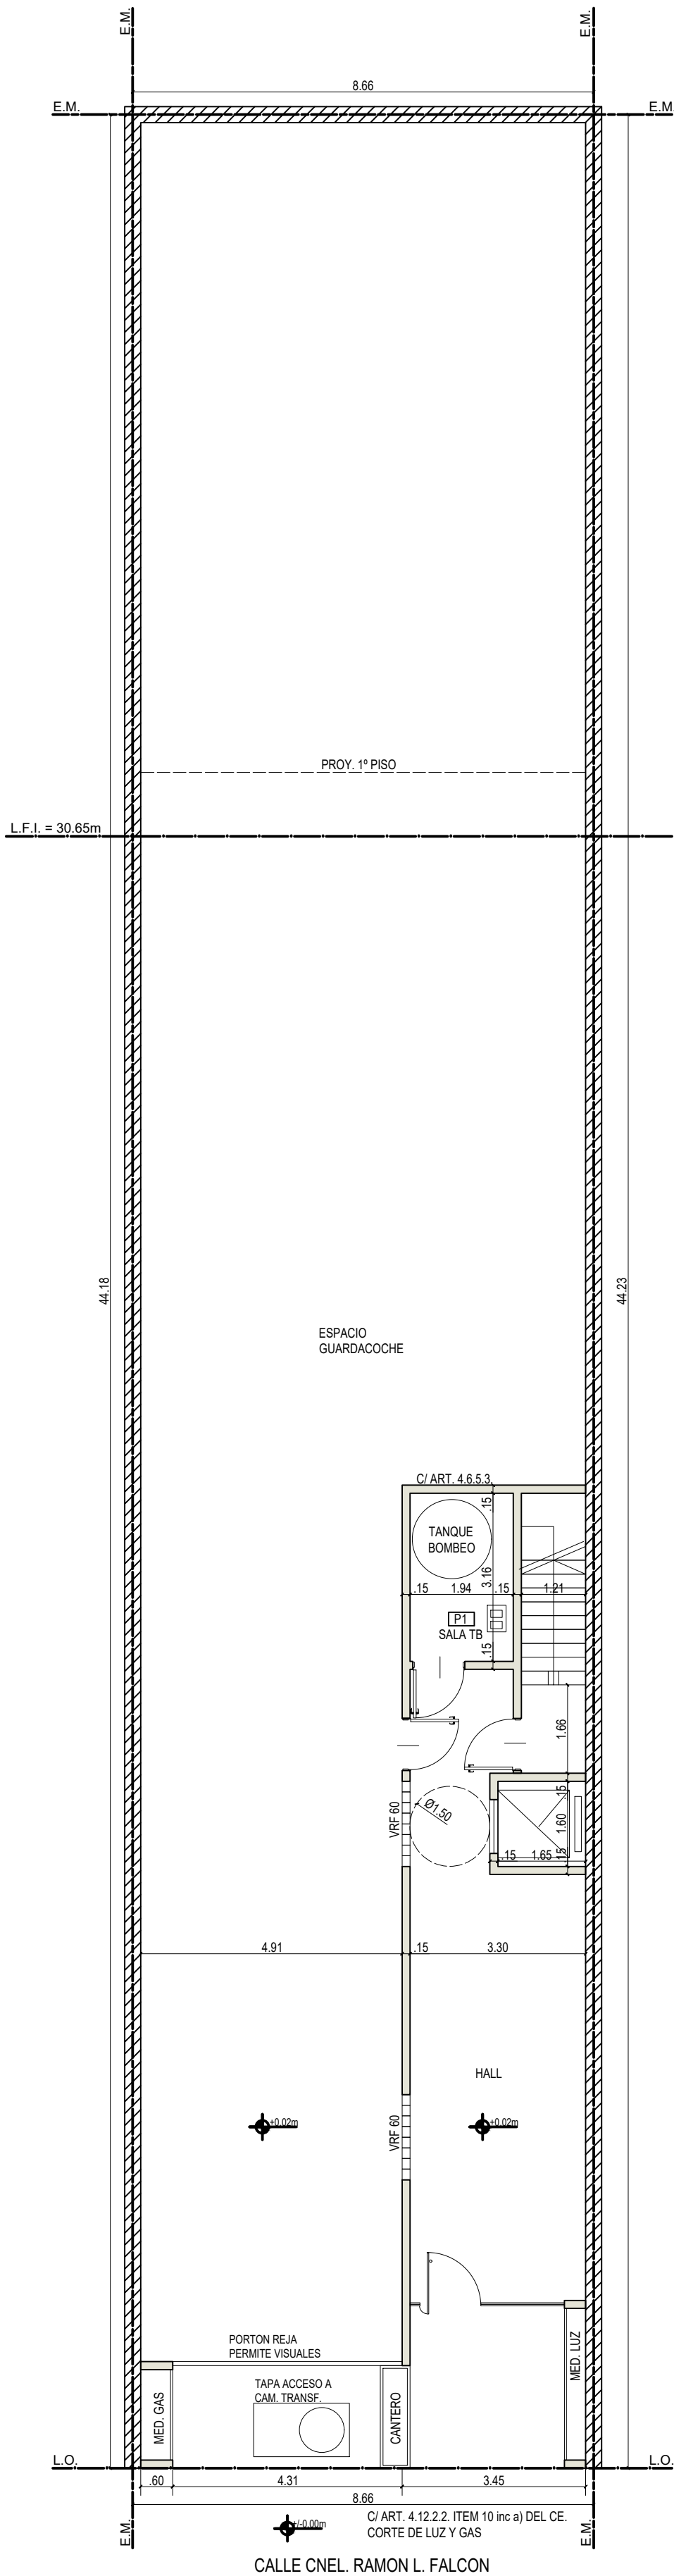 E.M.
E.M.
8.66
E.M.
E.M.
PROY. 1º PISO
L.F.I. = 30.65m
44.18
44.23
ESPACIO
GUARDACOCHE
C/ ART. 4.6.5.3.
.15
TANQUE
BOMBEO
3.16
.15
1.94
.15
1.21
P1
SALA TB
.15
1.66
.15
Ø1.50
VRF 60
1.60
.15
1.65
.15
4.91
.15
3.30
HALL
+0.02m
+0.02m
VRF 60
PORTON REJA
PERMITE VISUALES
MED. LUZ
TAPA ACCESO A
CAM. TRANSF.
MED. GAS
CANTERO
L.O.
L.O.
.60
4.31
3.45
8.66
E.M.
+/-0.00m
C/ ART. 4.12.2.2. ITEM 10 inc a) DEL CE.
CORTE DE LUZ Y GAS
E.M.
CALLE CNEL. RAMON L. FALCON